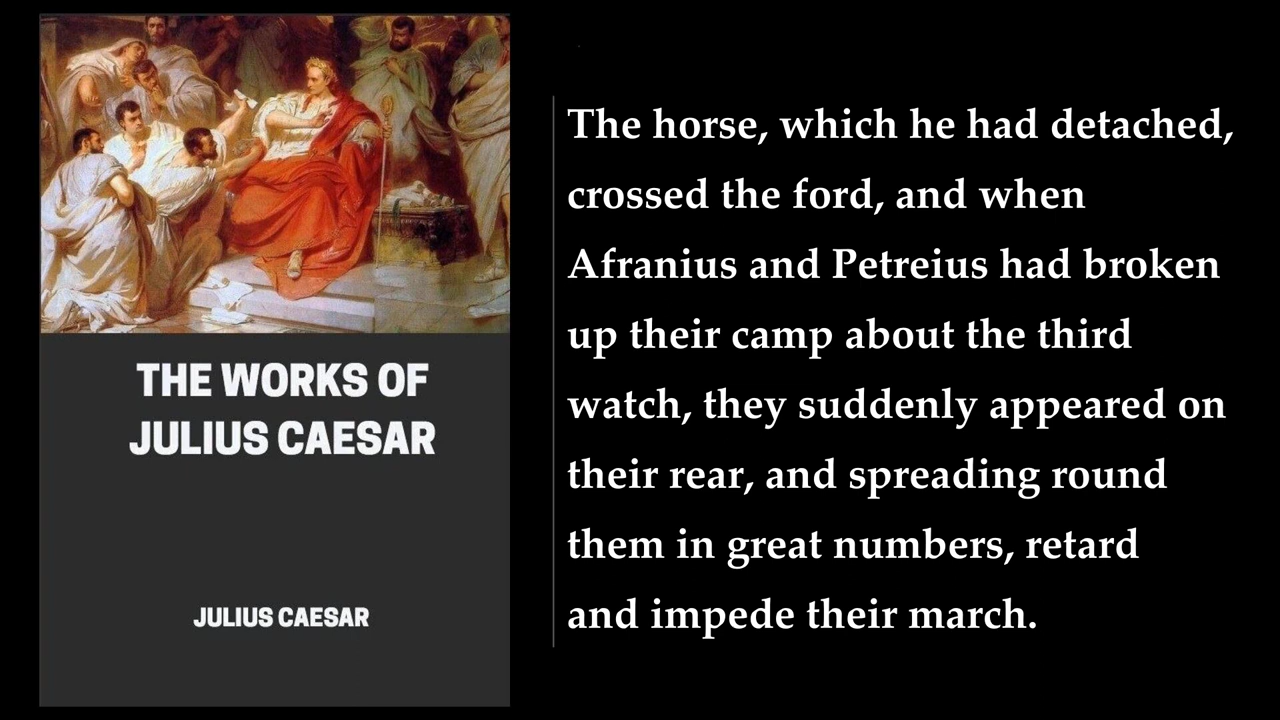 THE WORKS OF
JULIUS CAESAR
JULIUS CAESAR
The horse, which he had detached,
crossed the ford, and when
Afranius and Petreius had broken
up their camp about the third
watch, they suddenly appeared on
their rear, and spreading round
them in great numbers, retard
and impede their march.